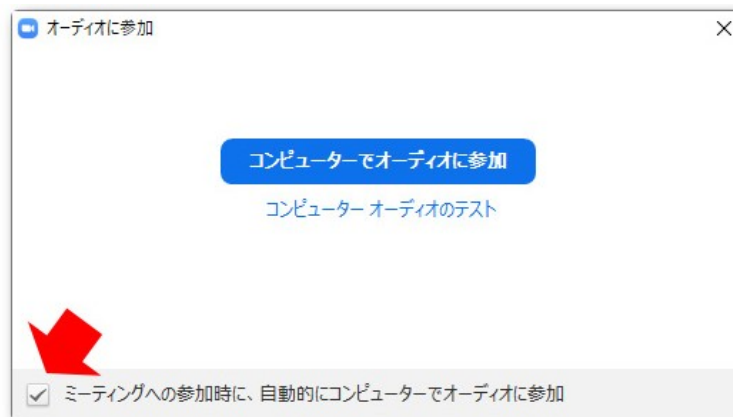 オーディオに参加
コンピューターでオーディオに参加
コンピューター オーディオのテスト
ミーティングへの参加時に、自動的にコンピューターでオーディオに参加